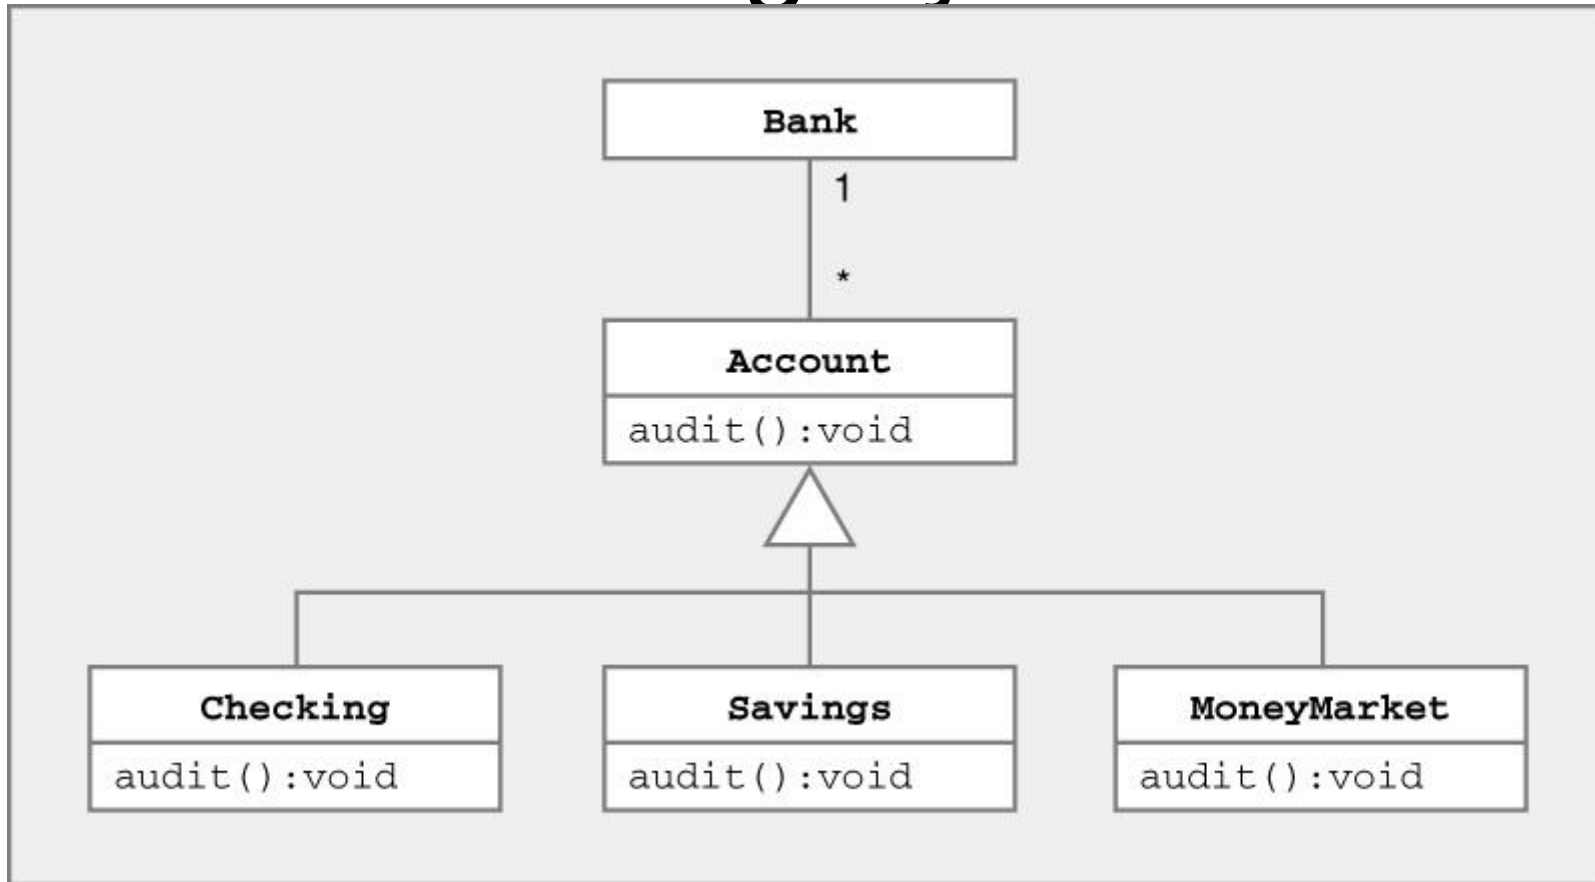 Bank
1
*
Account
audit():void
Checking
audit():void
Savings
audit():void
MoneyMarket
audit():void